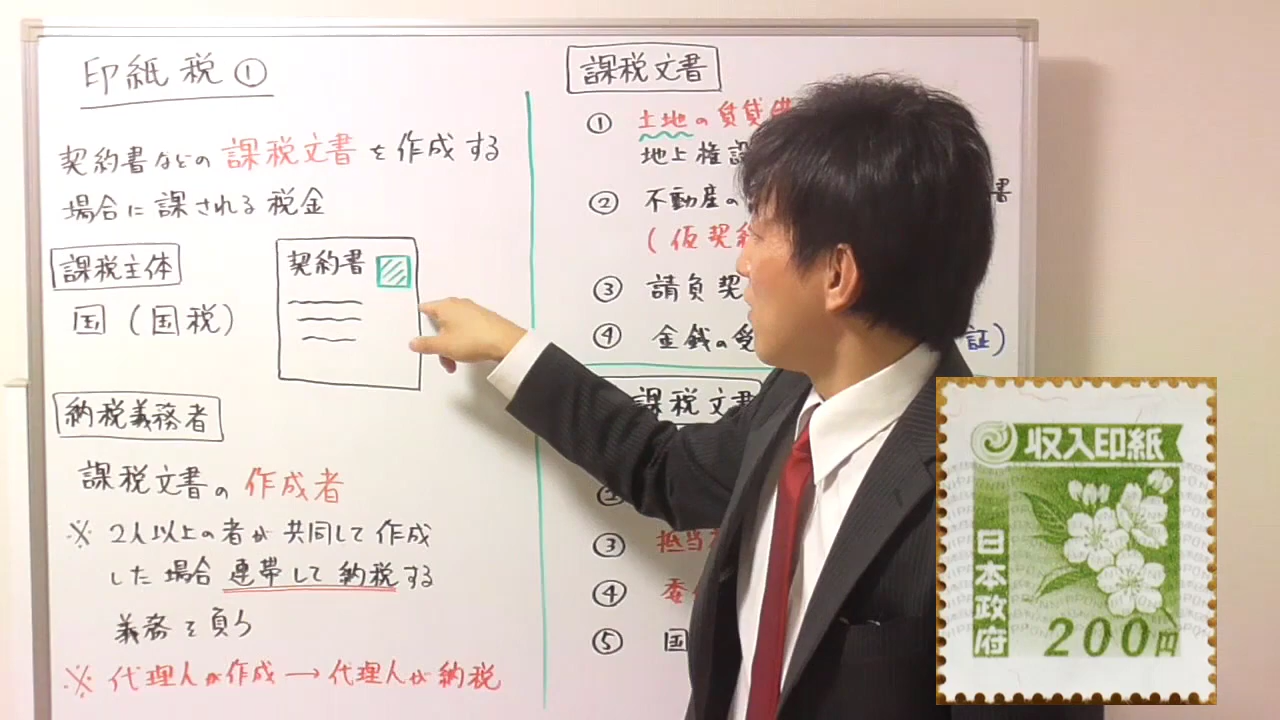 印紙税①
契約書などの課税文書を作成する
場合に課される税金
課税主体
国(国税)
契約書
納税義務者
課税文書の作成者
※2人以上の者が共同して作成
した場合連帯して納税する
義務を負う
※代理人が作成→代理人が納税
課税文書
① 土地の賃貸借
地上権設
② 不動産の 書
(仮契約
③ 請負契
④ 金銭の受 証)
課税文書
②
③ 抵当
④ 委
⑤ 国
収入印紙
日本政府
200円